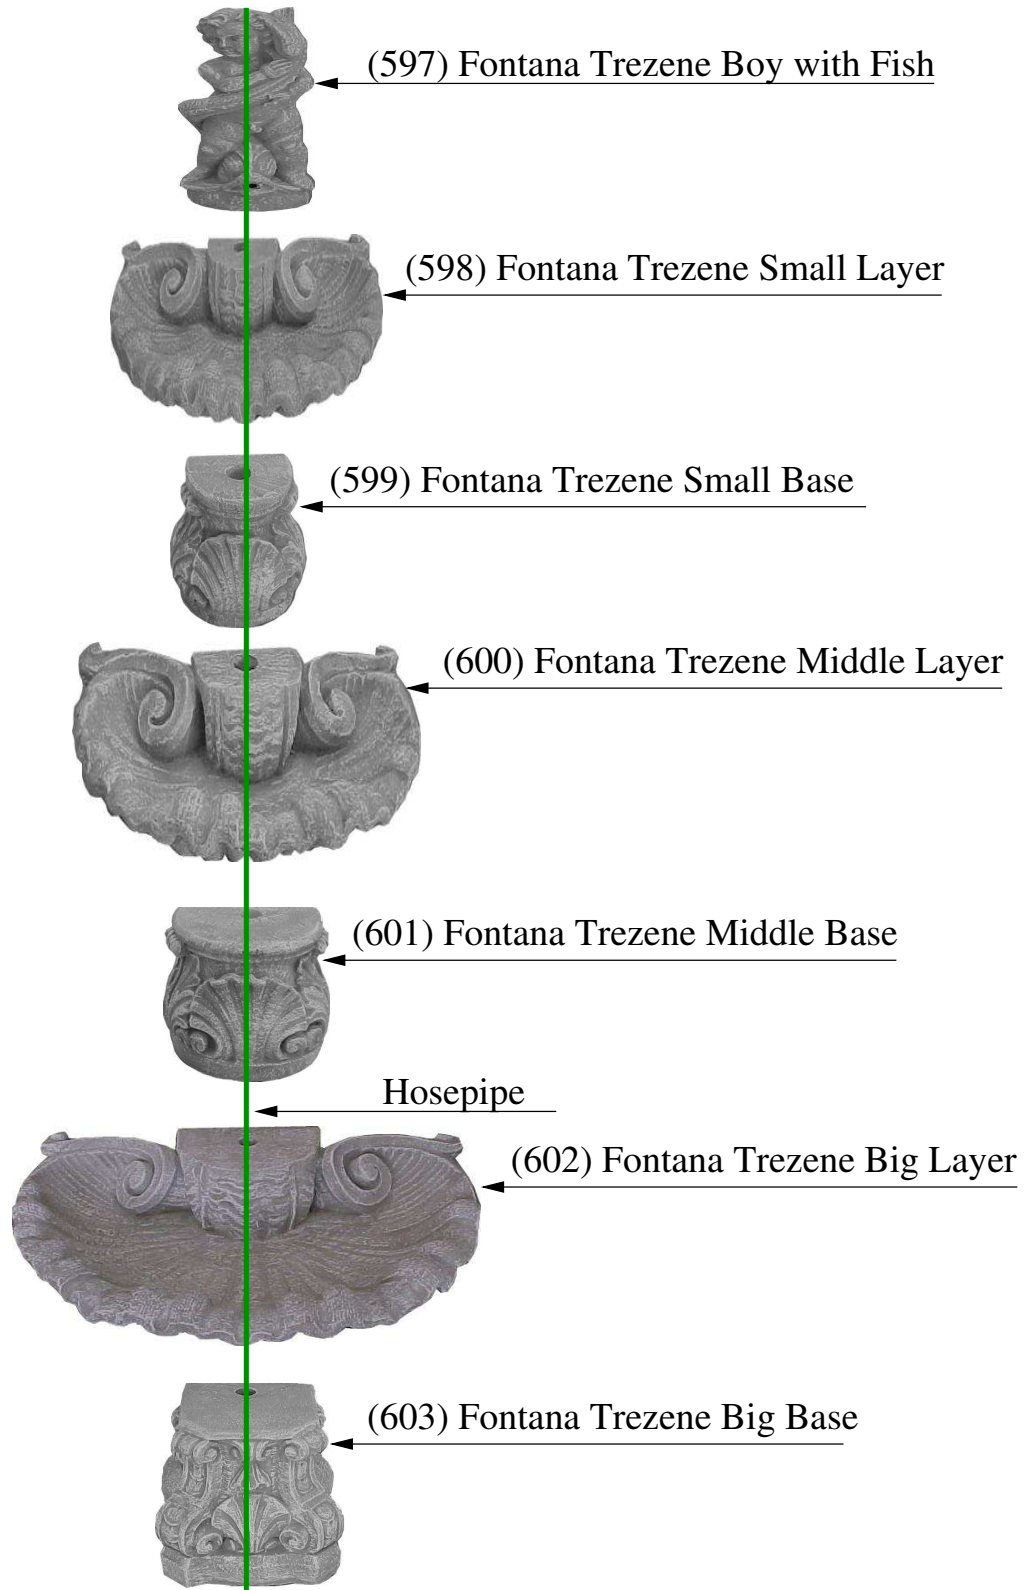 (597) Fontana Trezene Boy with Fish
(598) Fontana Trezene Small Layer
(599) Fontana Trezene Small Base
(600) Fontana Trezene Middle Layer
(601) Fontana Trezene Middle Base
Hosepipe
(602) Fontana Trezene Big Layer
(603) Fontana Trezene Big Base